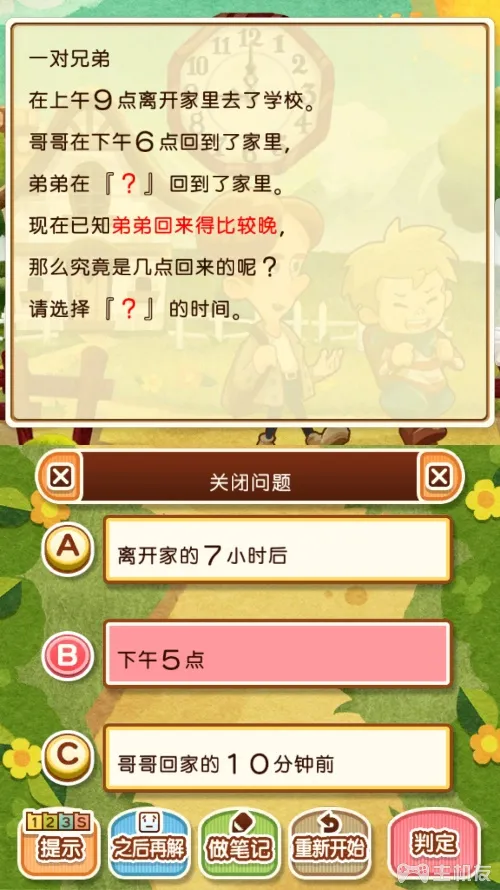 一对兄弟
在上午9点离开家里去了学校。
哥哥在下午6点回到了家里，
弟弟在『？』回到了家里。
现在已知弟弟回来得比较晚，
那么究竟是几点回来的呢？
请选择『？』的时间。
关闭问题
A
离开家的7小时后
B
下午5点
C
哥哥回家的10分钟前
123S
提示
之后再解
做笔记
重新开始
判定
手机友